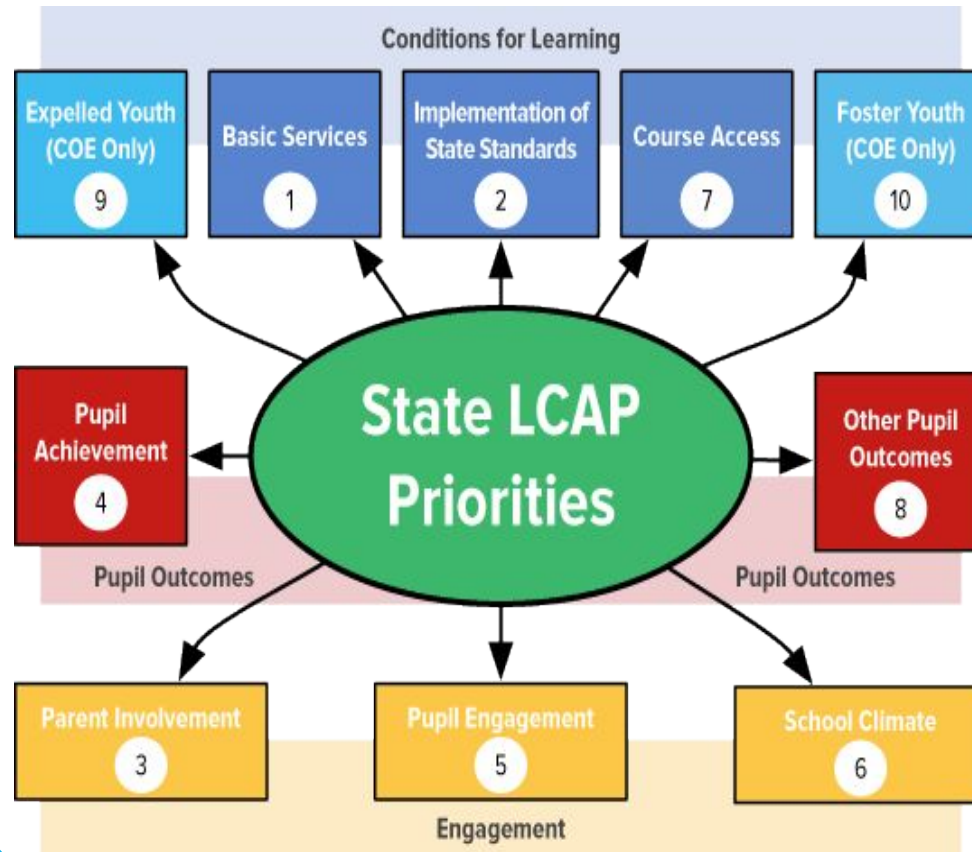 Conditions for Learning
Expelled Youth
(COE Only)
9
Basic Services
1
Implementation of
State Standards
2
Course Access
7
Foster Youth
(COE Only)
10
State LCAP
Priorities
Pupil
Achievement
4
Other Pupil
Outcomes
8
Pupil Outcomes
Pupil Outcomes
Parent Involvement
3
Pupil Engagement
5
School Climate
6
Engagement